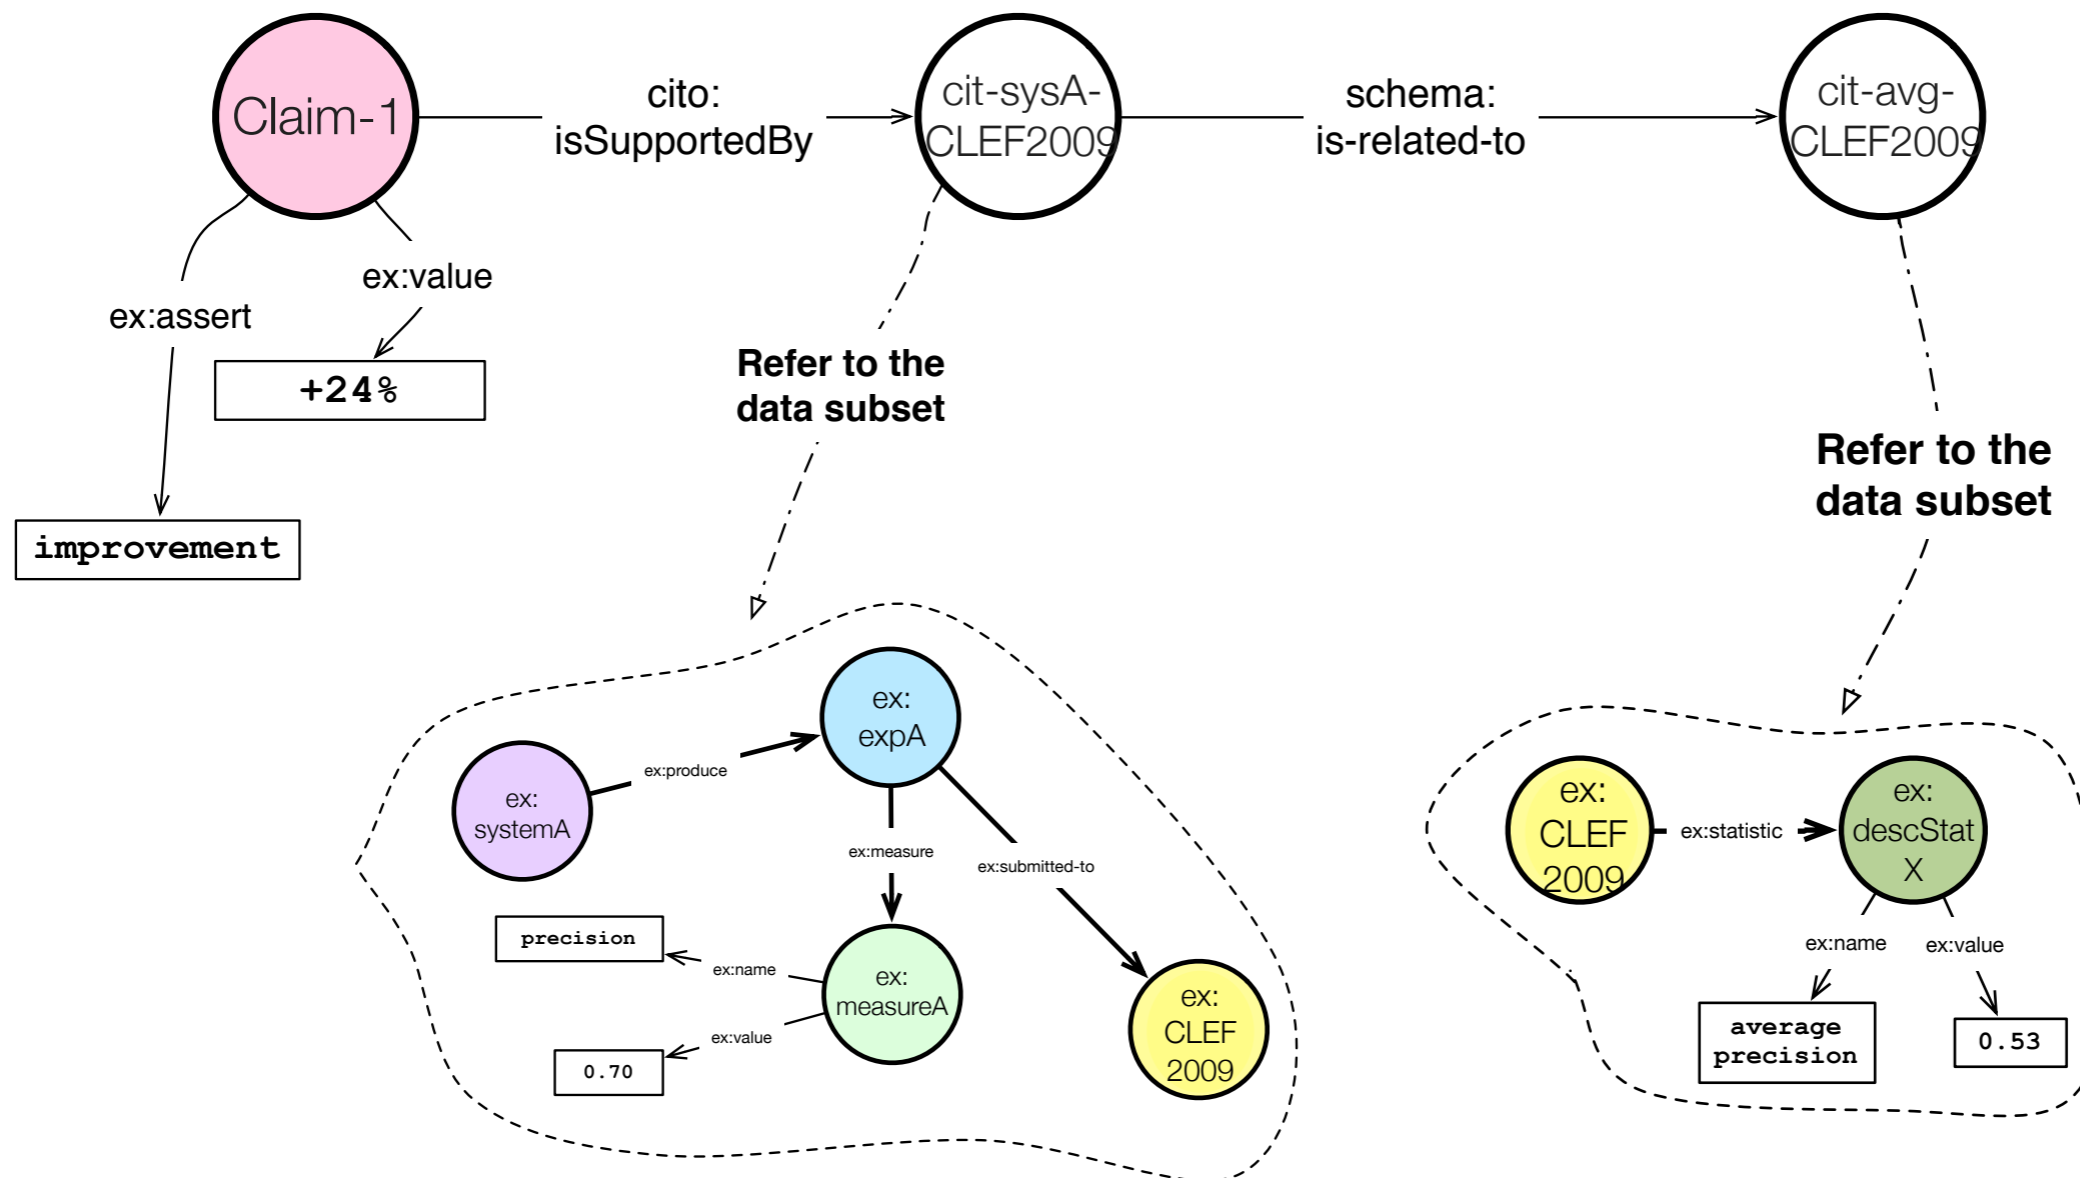 Claim-1
cito:
isSupportedBy
cit-sysA-
CLEF2009
schema:
is-related-to
cit-avg-
CLEF2009
ex:value
ex:assert
+24%
improvement
Refer to the
data subset
Refer to the
data subset
ex:
expA
ex:produce
ex:
systemA
ex:measure
ex:submitted-to
precision
ex:name
ex:
measureA
ex:value
0.70
ex:
CLEF
2009
ex:
CLEF
2009
ex:statistic
ex:
descStat
X
ex:name
ex:value
average
precision
0.53